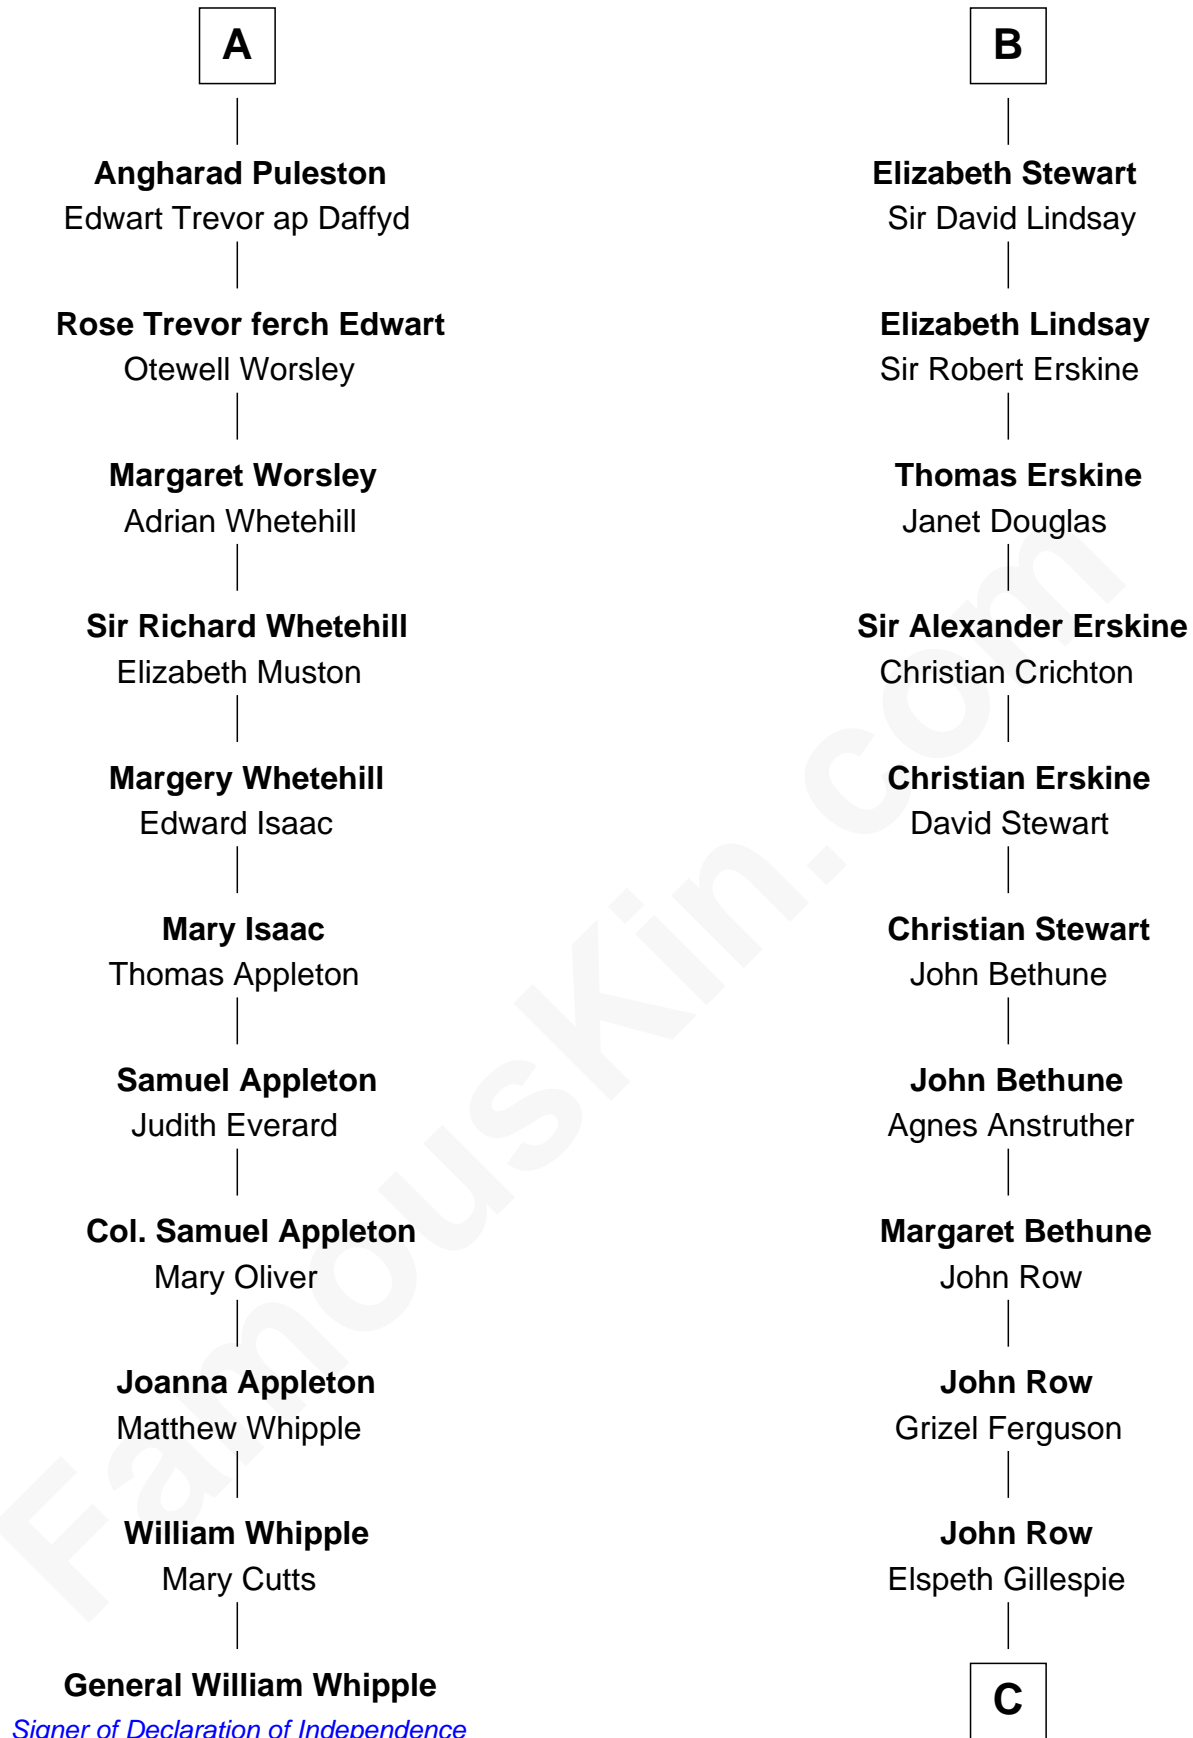 A
Angharad Puleston
Edwart Trevor ap Daffyd
Rose Trevor ferch Edwart
Otewell Worsley
Margaret Worsley
Adrian Whetehill
Sir Richard Whetehill
Elizabeth Muston
Margery Whetehill
Edward Isaac
Mary Isaac
Thomas Appleton
Samuel Appleton
Judith Everard
Col. Samuel Appleton
Mary Oliver
Joanna Appleton
Matthew Whipple
William Whipple
Mary Cutts
General William Whipple
Signer of Declaration of Independence
B
Elizabeth Stewart
Sir David Lindsay
Elizabeth Lindsay
Sir Robert Erskine
Thomas Erskine
Janet Douglas
Sir Alexander Erskine
Christian Crichton
Christian Erskine
David Stewart
Christian Stewart
John Bethune
John Bethune
Agnes Anstruther
Margaret Bethune
John Row
John Row
Grizel Ferguson
John Row
Elspeth Gillespie
C
FamousKin.com